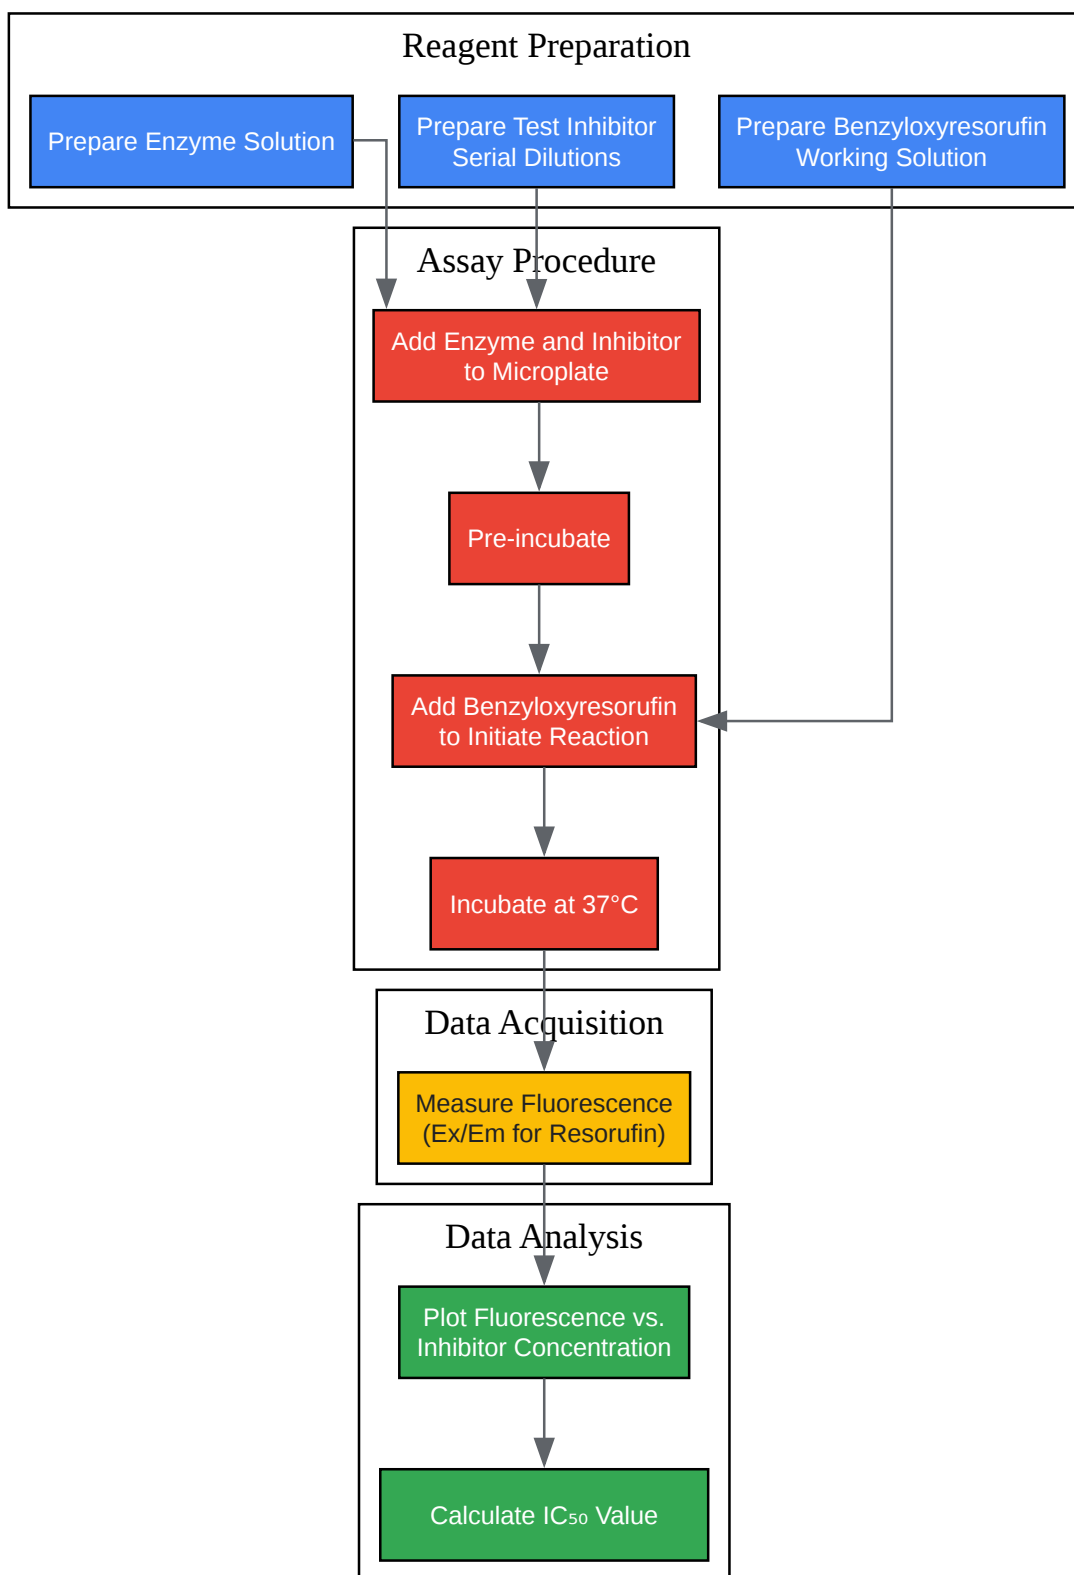 Reagent Preparation
Prepare Enzyme Solution
Prepare Test Inhibitor
Serial Dilutions
Prepare Benzyloxyresorufin
Working Solution
Assay Procedure
Add Enzyme and Inhibitor
to Microplate
Pre-incubate
Add Benzyloxyresorufin
to Initiate Reaction
Incubate at 37°C
Data Acquisition
Measure Fluorescence
(Ex/Em for Resorufin)
Data Analysis
Plot Fluorescence vs.
Inhibitor Concentration
Calculate IC₅₀ Value